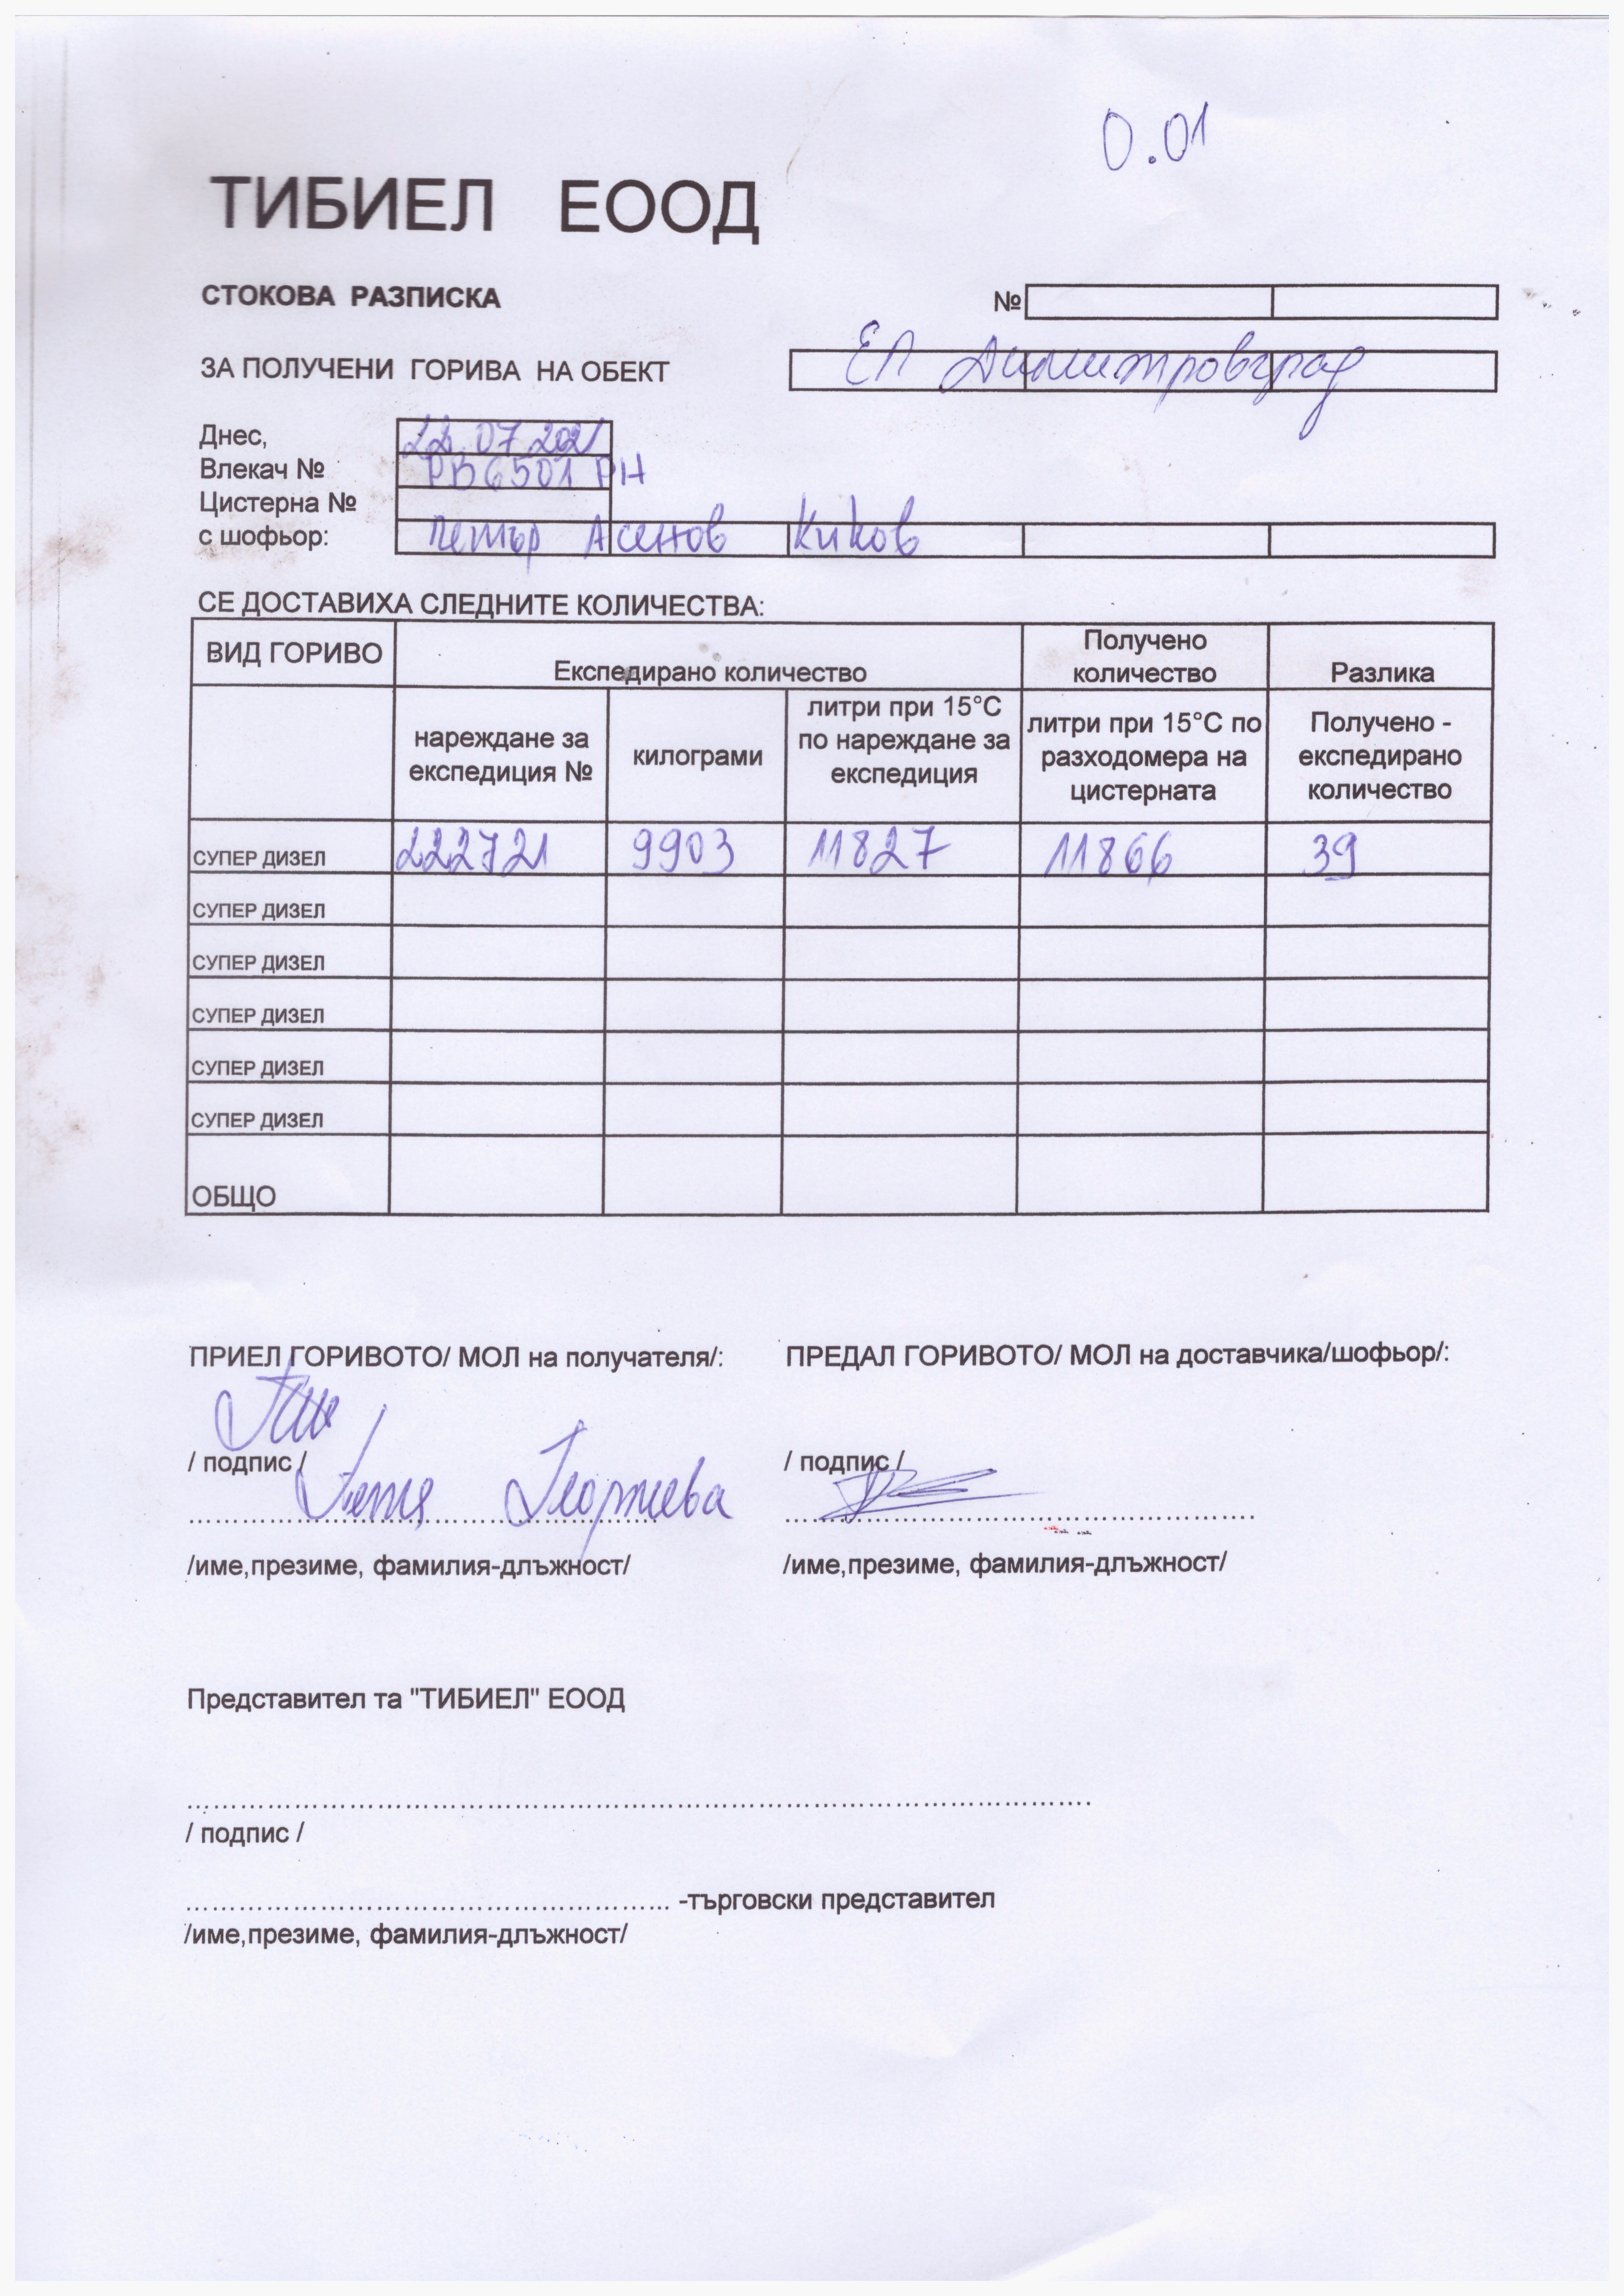 0.01
ТИБИЕЛ ЕООД
СТОКОВА РАЗПИСКА №
ЗА ПОЛУЧЕНИ ГОРИВА НА ОБЕКТ ЕЛ Димитровград
Днес, 22.07.2021
Влекач № РВ6501РН
Цистерна №
с шофьор: Петър Асенов Киков
СЕ ДОСТАВИХА СЛЕДНИТЕ КОЛИЧЕСТВА:
ВИД ГОРИВО Експедирано количество Получено количество Разлика
нареждане за експедиция № килограми литри при 15°C по нареждане за експедиция литри при 15°C по разходомера на цистерната Получено - експедирано количество
СУПЕР ДИЗЕЛ 222721 9903 11827 11866 39
СУПЕР ДИЗЕЛ
СУПЕР ДИЗЕЛ
СУПЕР ДИЗЕЛ
СУПЕР ДИЗЕЛ
СУПЕР ДИЗЕЛ
ОБЩО
ПРИЕЛ ГОРИВОТО/ МОЛ на получателя/: ПРЕДАЛ ГОРИВОТО/ МОЛ на доставчика/шофьор/:
/ подпис / / подпис /
Георгиева
/име,презиме, фамилия-длъжност/ /име,презиме, фамилия-длъжност/
Представител та "ТИБИЕЛ" ЕООД
/ подпис /
-търговски представител
/име,презиме, фамилия-длъжност/